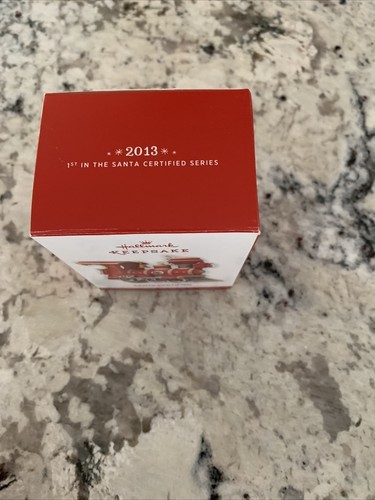 2013
1ST IN THE SANTA CERTIFIED SERIES
Hallmark
KEEPSAKE